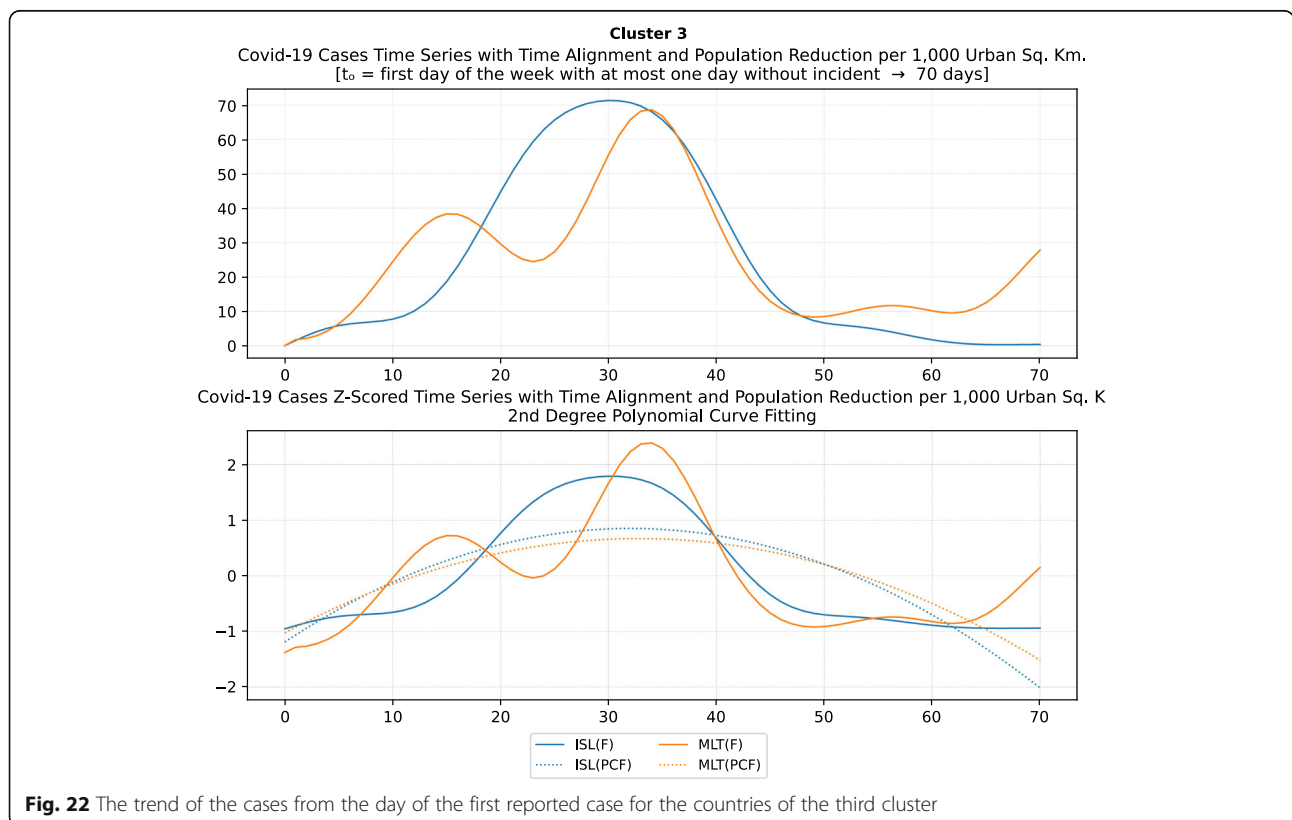 Cluster 3
Covid-19 Cases Time Series with Time Alignment and Population Reduction per 1,000 Urban Sq. Km.
[tₒ = first day of the week with at most one day without incident → 70 days]
70
60
50
40
30
20
10
0
0 10 20 30 40 50 60 70
Covid-19 Cases Z-Scored Time Series with Time Alignment and Population Reduction per 1,000 Urban Sq. K
2nd Degree Polynomial Curve Fitting
2
1
0
−1
−2
0 10 20 30 40 50 60 70
ISL(F) MLT(F)
ISL(PCF) MLT(PCF)
Fig. 22 The trend of the cases from the day of the first reported case for the countries of the third cluster